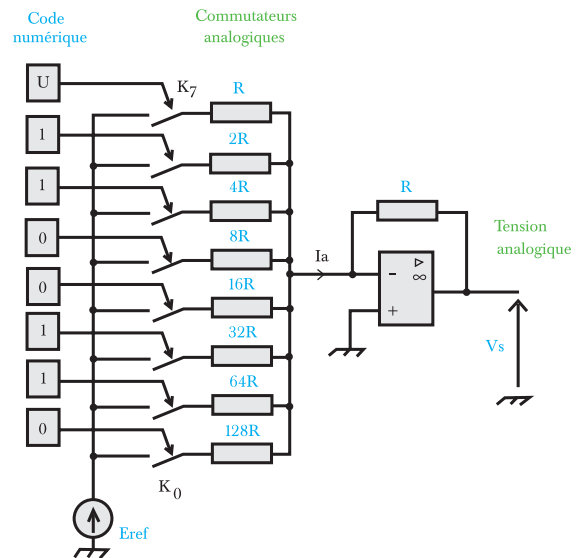 Code
numérique
Commutateurs
analogiques
U
K7
R
1
2R
1
4R
0
8R
0
16R
1
32R
1
64R
0
128R
K0
Eref
Ia
R
-
+
∞
Tension
analogique
Vs